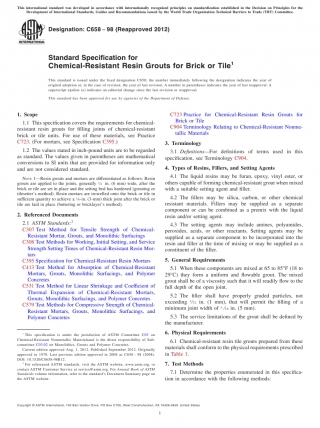 This international standard was developed in accordance with internationally recognized principles on standardization established in the Decision on Principles for the
Development of International Standards, Guides and Recommendations issued by the World Trade Organization Technical Barriers to Trade (TBT) Committee.
Designation: C658 − 98 (Reapproved 2012)
INTERNATIONAL
Standard Specification for
Chemical-Resistant Resin Grouts for Brick or Tile1
This standard is issued under the fixed designation C658; the number immediately following the designation indicates the year of
original adoption or, in the case of revision, the year of last revision. A number in parentheses indicates the year of last reapproval. A
superscript epsilon (ε) indicates an editorial change since the last revision or reapproval.
This standard has been approved for use by agencies of the Department of Defense.
1. Scope
1.1 This specification covers the requirements for chemical-
resistant resin grouts for filling joints of chemical-resistant
brick or tile units. For use of these materials, see Practice
C723. (For mortars, see Specification C395.)
1.2 The values stated in inch-pound units are to be regarded
as standard. The values given in parentheses are mathematical
conversions to SI units that are provided for information only
and are not considered standard.
NOTE 1—Resin grouts and mortars are differentiated as follows: Resin
grouts are applied to the joints, generally 1⁄4 in. (6 mm) wide, after the
brick or tile are set in place and the setting bed has hardened (grouting or
tilesetter's method). Resin mortars are trowelled onto the brick or tile in
sufficient quantity to achieve a 1⁄8-in. (3-mm) thick joint after the brick or
tile are laid in place (buttering or bricklayer's method).
2. Referenced Documents
2.1 ASTM Standards:2
C307 Test Method for Tensile Strength of Chemical-
Resistant Mortar, Grouts, and Monolithic Surfacings
C308 Test Methods for Working, Initial Setting, and Service
Strength Setting Times of Chemical-Resistant Resin Mor-
tars
C395 Specification for Chemical-Resistant Resin Mortars
C413 Test Method for Absorption of Chemical-Resistant
Mortars, Grouts, Monolithic Surfacings, and Polymer
Concretes
C531 Test Method for Linear Shrinkage and Coefficient of
Thermal Expansion of Chemical-Resistant Mortars,
Grouts, Monolithic Surfacings, and Polymer Concretes
C579 Test Methods for Compressive Strength of Chemical-
Resistant Mortars, Grouts, Monolithic Surfacings, and
Polymer Concretes
1 This specification is under the jurisdiction of ASTM Committee C03 on
Chemical-Resistant Nonmetallic Materials and is the direct responsibility of Sub-
committee C03.01 on Monolithics, Grouts and Polymer Concretes.
Current edition approved Aug. 1, 2012. Published September 2012. Originally
approved in 1970. Last previous edition approved in 2008 as C658 – 98 (2008).
DOI: 10.1520/C0658-98R12.
2 For referenced ASTM standards, visit the ASTM website, www.astm.org, or
contact ASTM Customer Service at service@astm.org. For Annual Book of ASTM
Standards volume information, refer to the standard's Document Summary page on
the ASTM website.
C723 Practice for Chemical-Resistant Resin Grouts for
Brick or Tile
C904 Terminology Relating to Chemical-Resistant Nonme-
tallic Materials
3. Terminology
3.1 Definitions—For definitions of terms used in this
specification, see Terminology C904.
4. Types of Resins, Fillers, and Setting Agents
4.1 The liquid resins may be furan, epoxy, vinyl ester, or
others capable of forming chemical-resistant grout when mixed
with a suitable setting agent and filler.
4.2 The fillers may be silica, carbon, or other chemical
resistant materials. Fillers may be supplied as a separate
component or can be combined as a premix with the liquid
resin and/or setting agent.
4.3 The setting agents may include amines, polyamides,
peroxides, acids, or other reactants. Setting agents may be
supplied as a separate component to be incorporated into the
resin and filler at the time of mixing or may be supplied as a
constituent of the filler.
5. General Requirements
5.1 When these components are mixed at 65 to 85°F (18 to
29°C) they form a uniform and flowable grout. The mixed
grout shall be of a viscosity such that it will readily flow to the
full depth of the open joint.
5.2 The filler shall have properly graded particles, not
exceeding
in. (1 mm), that will permit the filling of a
minimum joint width of
in. (5 mm).
5.3 The service limitations of the grout shall be defined by
the manufacturer.
6. Physical Requirements
6.1 Chemical-resistant resin tile grouts prepared from these
materials shall conform to the physical requirements prescribed
in Table 1.
7. Test Methods
7.1 Determine the properties enumerated in this specifica-
tion in accordance with the following methods:
Copyright © ASTM International, 100 Barr Harbor Drive, PO Box C700, West Conshohocken, PA 19428-2959. United States
1